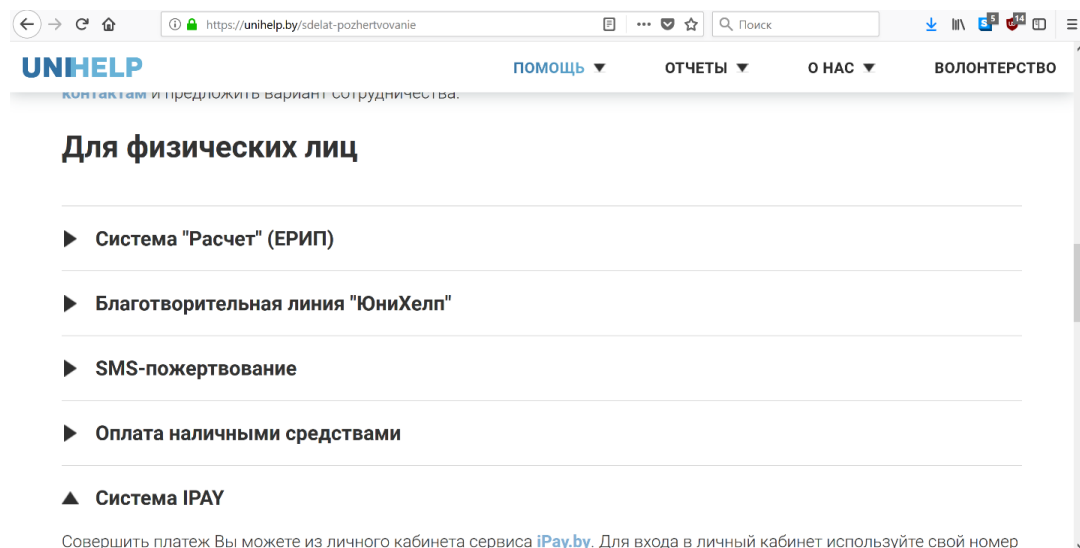 https://unihelp.by/sdelat-pozhertvovanie
Поиск
5
14
UNIHELP
ПОМОЩЬ
ОТЧЕТЫ
О НАС
ВОЛОНТЕРСТВО
контактам и предложить вариант сотрудничества.
Для физических лиц
Система "Расчет" (ЕРИП)
Благотворительная линия "ЮниХелп"
SMS-пожертвование
Оплата наличными средствами
Система IPAY
Совершить платеж Вы можете из личного кабинета сервиса iPay.by. Для входа в личный кабинет используйте свой номер